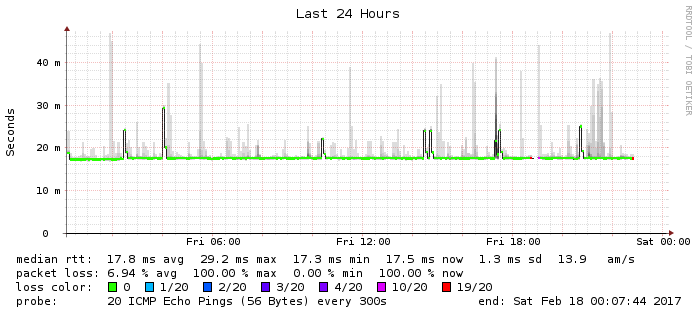 Last 24 Hours
RRDTOOL / TOBI OETIKER
Seconds
40 m
30 m
20 m
10 m
0
Fri 06:00 Fri 12:00 Fri 18:00 Sat 00:00
median rtt: 17.8 ms avg 29.2 ms max 17.3 ms min 17.5 ms now 1.3 ms sd 13.9 am/s
packet loss: 6.94 % avg 100.00 % max 0.00 % min 100.00 % now
loss color: 0 1/20 2/20 3/20 4/20 10/20 19/20
probe: 20 ICMP Echo Pings (56 Bytes) every 300s end: Sat Feb 18 00:07:44 2017